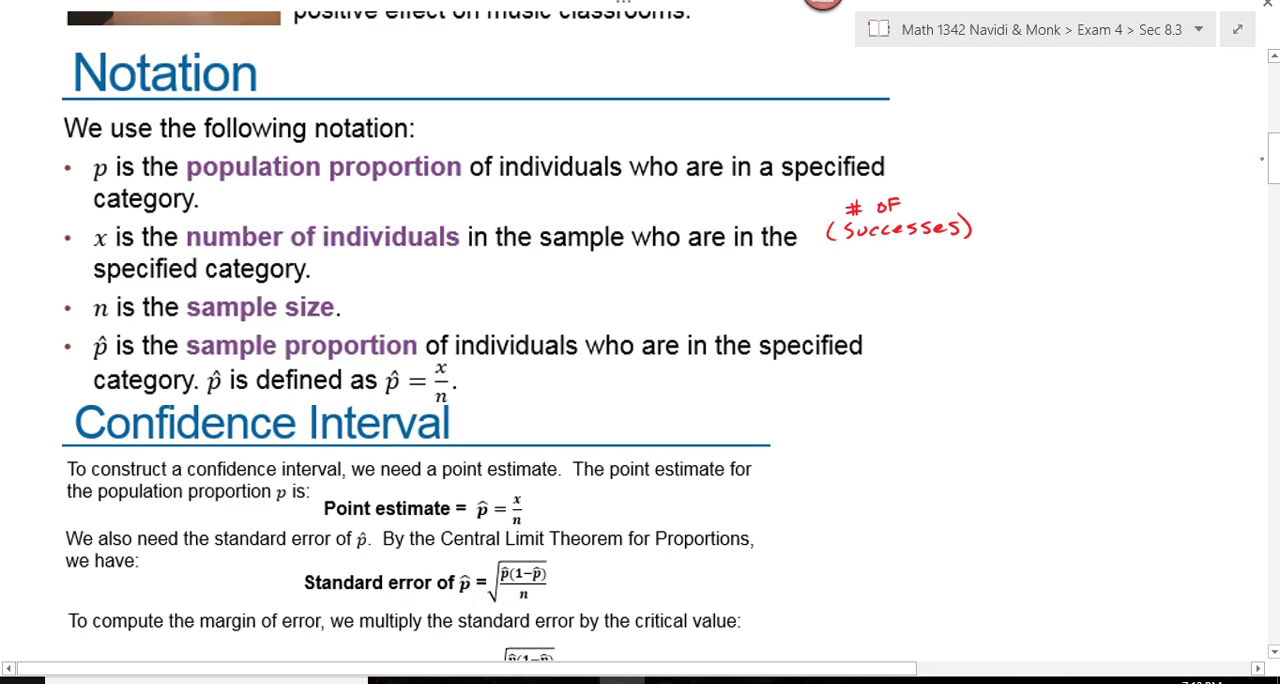 positive effect on music classrooms.
Math 1342 Navidi & Monk > Exam 4 > Sec 8.3
Notation
We use the following notation:
• p is the population proportion of individuals who are in a specified
category.
# of
(successes)
• x is the number of individuals in the sample who are in the
specified category.
• n is the sample size.
• p̂ is the sample proportion of individuals who are in the specified
category. p̂ is defined as p̂ = x/n.
Confidence Interval
To construct a confidence interval, we need a point estimate. The point estimate for
the population proportion p is:
Point estimate = p̂ = x/n
We also need the standard error of p̂. By the Central Limit Theorem for Proportions,
we have:
Standard error of p̂ = √(p̂(1−p̂)/n)
To compute the margin of error, we multiply the standard error by the critical value: